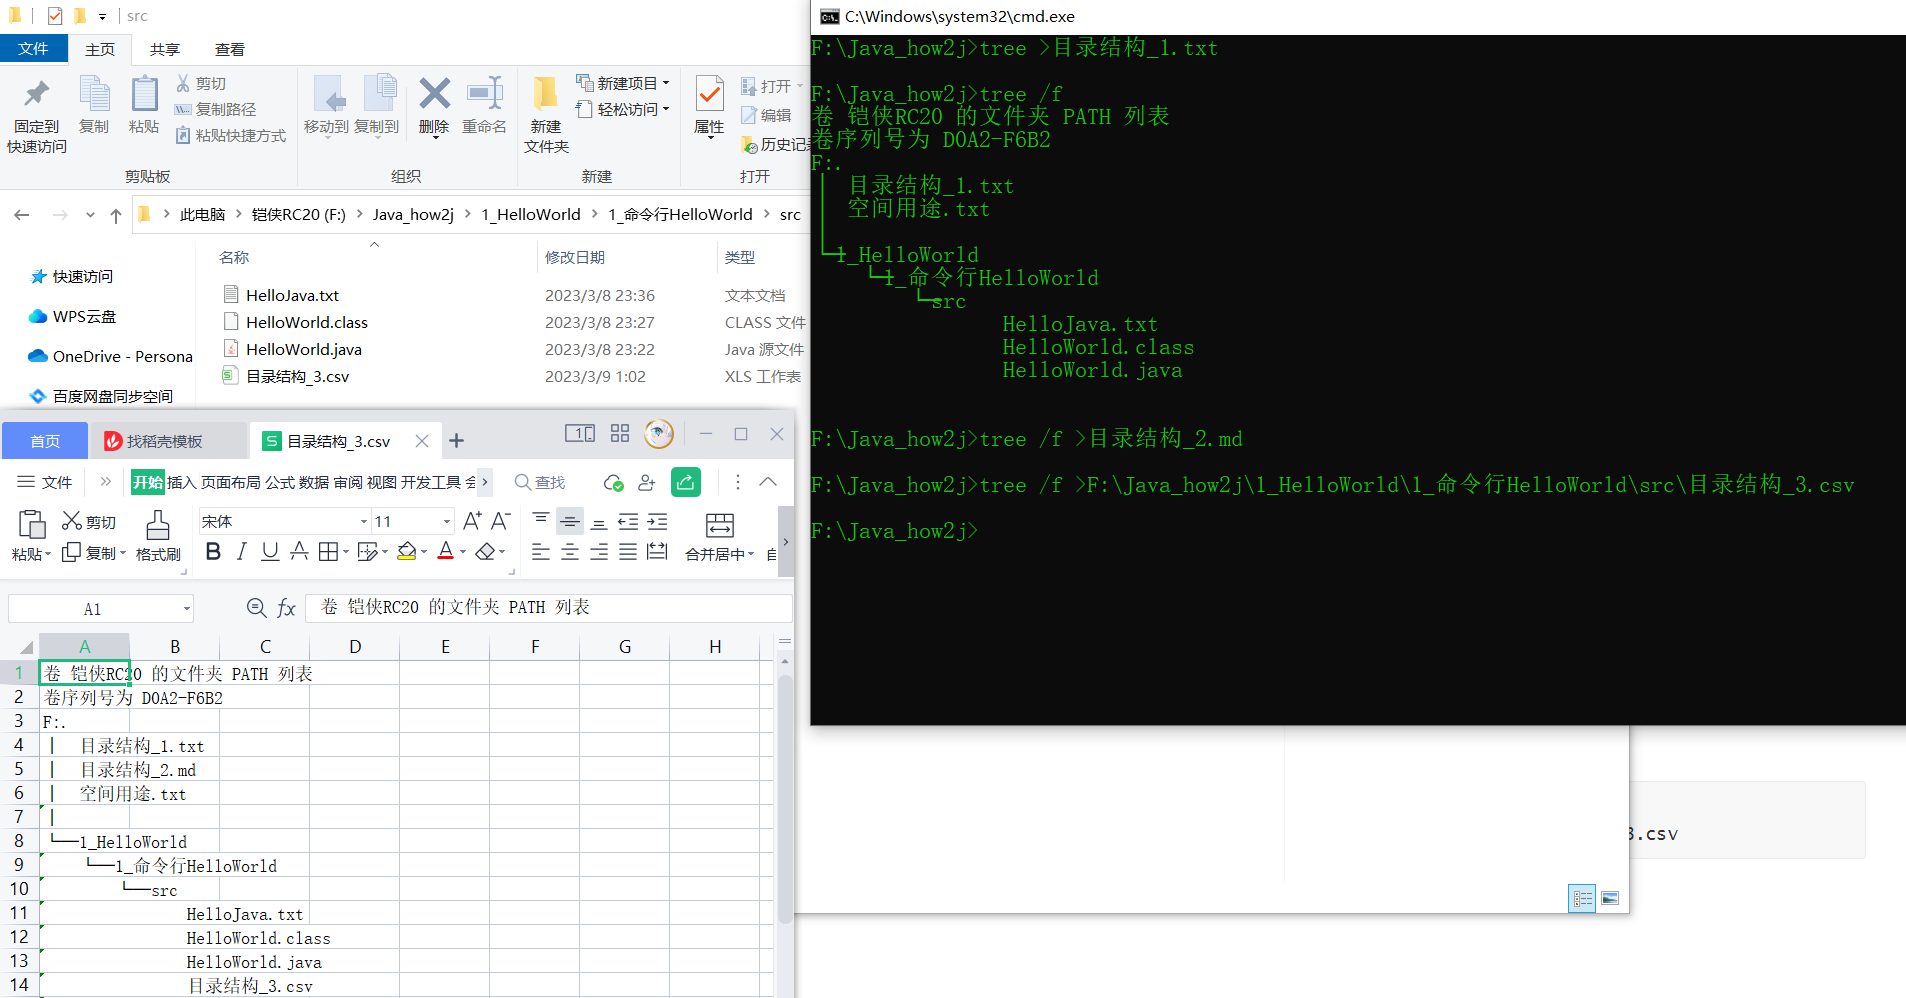 src
文件 主页 共享 查看
固定到快速访问
复制
粘贴
剪切
复制路径
粘贴快捷方式
剪贴板
移动到 复制到 删除 重命名
组织
新建文件夹
新建项目
轻松访问
新建
属性
打开
编辑
历史记录
打开
此电脑 铠侠RC20 (F:) Java_how2j 1_HelloWorld 1_命令行HelloWorld src
快速访问
WPS云盘
OneDrive - Persona
百度网盘同步空间
名称 修改日期 类型
HelloJava.txt 2023/3/8 23:36 文本文档
HelloWorld.class 2023/3/8 23:27 CLASS 文件
HelloWorld.java 2023/3/8 23:22 Java 源文件
目录结构_3.csv 2023/3/9 1:02 XLS 工作表
C:\Windows\system32\cmd.exe
F:\Java_how2j>tree >目录结构_1.txt
F:\Java_how2j>tree /f
卷 铠侠RC20 的文件夹 PATH 列表
卷序列号为 D0A2-F6B2
F:.
│  目录结构_1.txt
│  空间用途.txt
│
└─1_HelloWorld
└─1_命令行HelloWorld
└─src
HelloJava.txt
HelloWorld.class
HelloWorld.java
F:\Java_how2j>tree /f >目录结构_2.md
F:\Java_how2j>tree /f >F:\Java_how2j\1_HelloWorld\1_命令行HelloWorld\src\目录结构_3.csv
F:\Java_how2j>
首页 找稻壳模板 目录结构_3.csv
文件 开始 插入 页面布局 公式 数据 审阅 视图 开发工具 查找
粘贴 剪切 复制 格式刷
宋体 11
合并居中
A1 fx 卷 铠侠RC20 的文件夹 PATH 列表
A B C D E F G H
1 卷 铠侠RC20 的文件夹 PATH 列表
2 卷序列号为 D0A2-F6B2
3 F:.
4 │  目录结构_1.txt
5 │  目录结构_2.md
6 │  空间用途.txt
7 │
8 └──1_HelloWorld
9 └──1_命令行HelloWorld
10 └──src
11 HelloJava.txt
12 HelloWorld.class
13 HelloWorld.java
14 目录结构_3.csv
3.csv